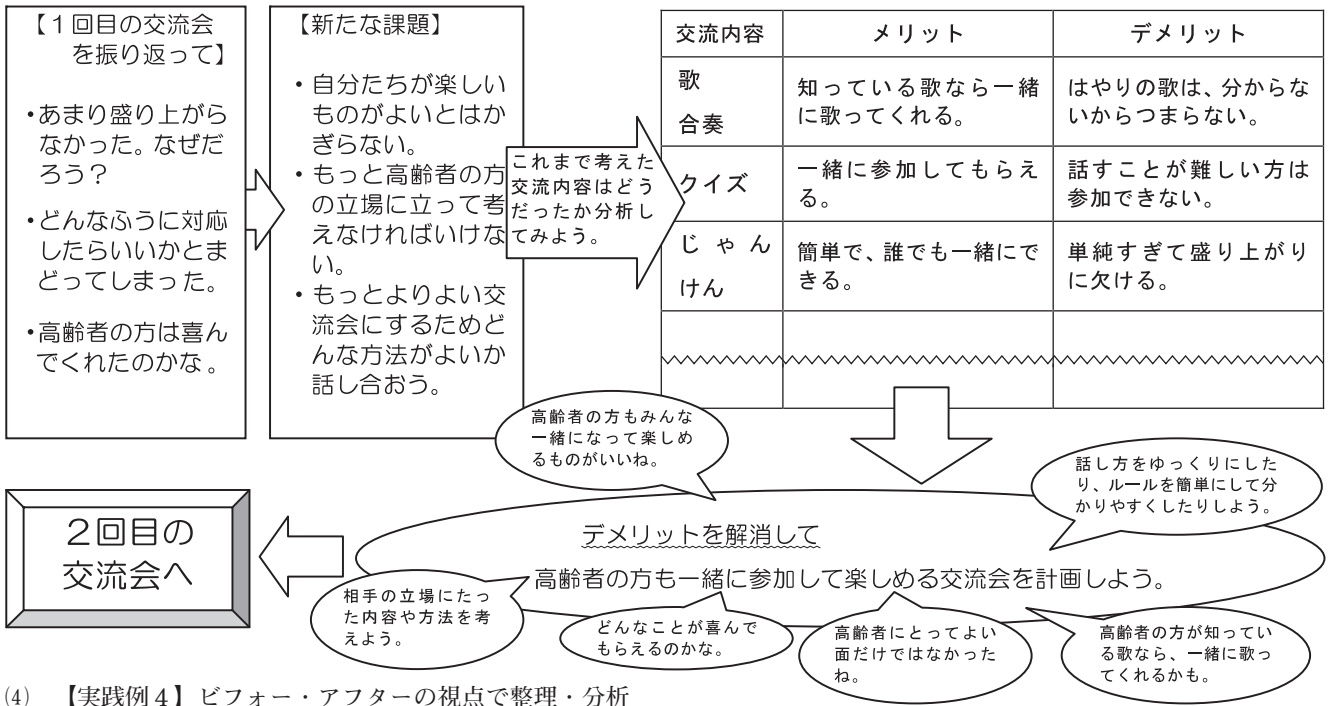 【１回目の交流会
を振り返って】
・あまり盛り上がら
なかった。なぜだ
ろう？
・どんなふうに対応
したらいいかとま
どってしまった。
・高齢者の方は喜ん
でくれたのかな。
【新たな課題】
・自分たちが楽しい
ものがよいとはか
ぎらない。
・もっと高齢者の方
の立場に立って考
えなければいけな
い。
・もっとよりよい交
流会にするためど
んな方法がよいか
話し合おう。
これまで考えた
交流内容はどう
だったか分析し
てみよう。
交流内容 メリット デメリット
歌
合奏
知っている歌なら一緒
に歌ってくれる。
はやりの歌は、分からな
いからつまらない。
クイズ
一緒に参加してもらえ
る。
話すことが難しい方は
参加できない。
じゃん
けん
簡単で、誰でも一緒にで
きる。
単純すぎて盛り上がり
に欠ける。
高齢者の方もみんな
一緒になって楽しめ
るものがいいね。
話し方をゆっくりにした
り、ルールを簡単にして分
かりやすくしたりしよう。
デメリットを解消して
高齢者の方も一緒に参加して楽しめる交流会を計画しよう。
相手の立場にたっ
た内容や方法を考
えよう。
どんなことが喜んで
もらえるのかな。
高齢者にとってよい
面だけではなかった
ね。
高齢者の方が知ってい
る歌なら、一緒に歌っ
てくれるかも。
２回目の
交流会へ
⑷ 【実践例４】ビフォー・アフターの視点で整理・分析